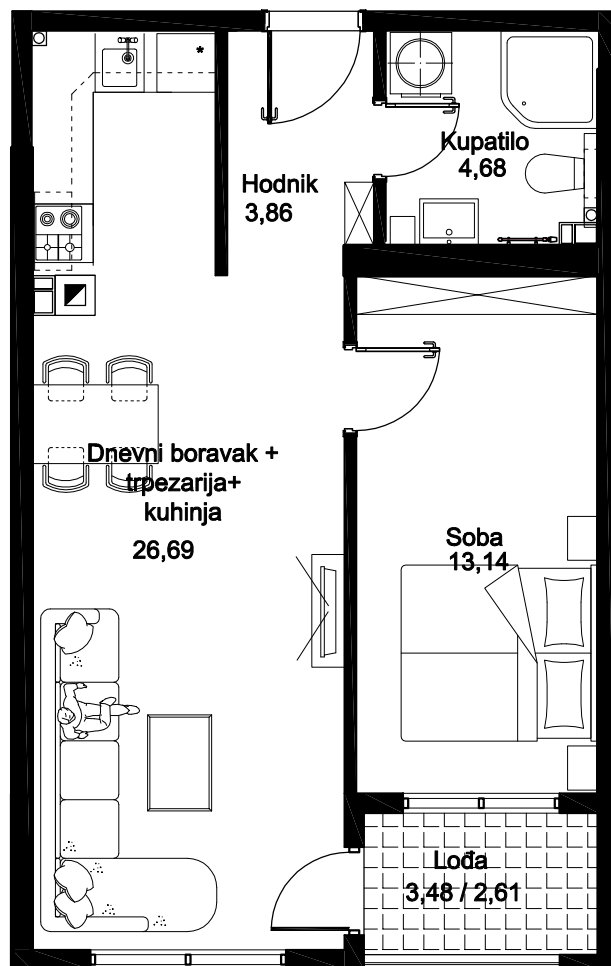 Kupatilo
4,68
Hodnik
3,86
*
Dnevni boravak +
trpezarija+
kuhinja
26,69
Soba
13,14
Lođa
3,48 / 2,61